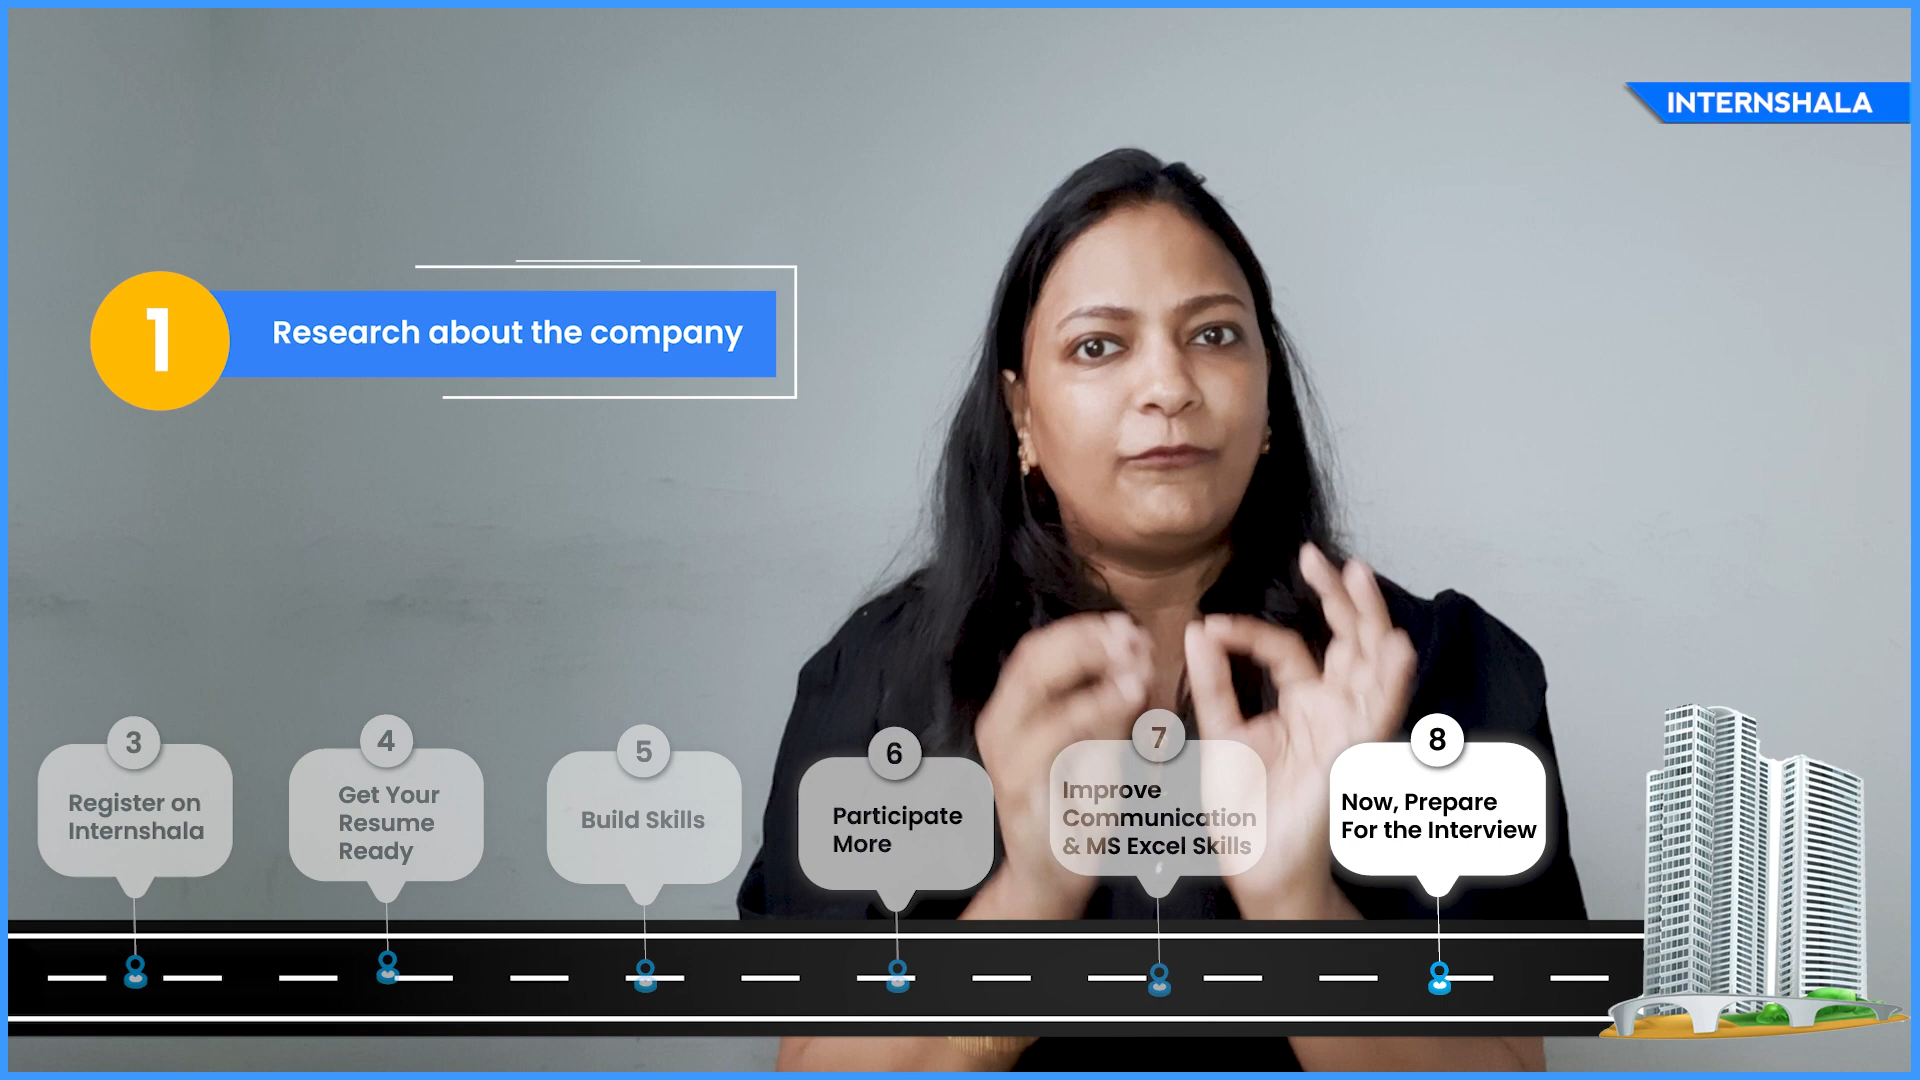 INTERNSHALA
1
Research about the company
3
Register on
Internshala
4
Get Your
Resume
Ready
5
Build Skills
6
Participate
More
7
Improve
Communication
& MS Excel Skills
8
Now, Prepare
For the Interview